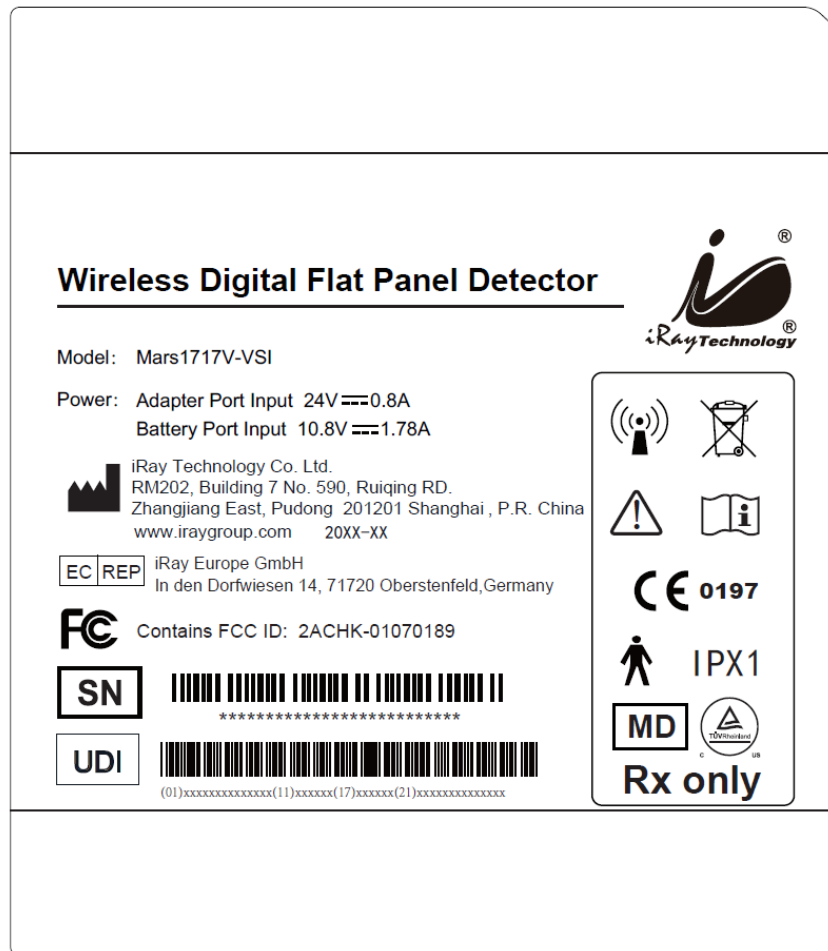 Wireless Digital Flat Panel Detector
®
iRay Technology®
Model: Mars1717V-VSI
Power: Adapter Port Input 24V⎓0.8A
Battery Port Input 10.8V⎓1.78A
iRay Technology Co. Ltd.
RM202, Building 7 No. 590, Ruiqing RD.
Zhangjiang East, Pudong 201201 Shanghai , P.R. China
www.iraygroup.com 20XX-XX
EC REP
iRay Europe GmbH
In den Dorfwiesen 14, 71720 Oberstenfeld,Germany
FC Contains FCC ID: 2ACHK-01070189
SN
**************************
UDI
(01)xxxxxxxxxxxxxx(11)xxxxxx(17)xxxxxx(21)xxxxxxxxxxxxxx
i
CE 0197
IPX1
MD
TÜVRheinland
C US
Rx only